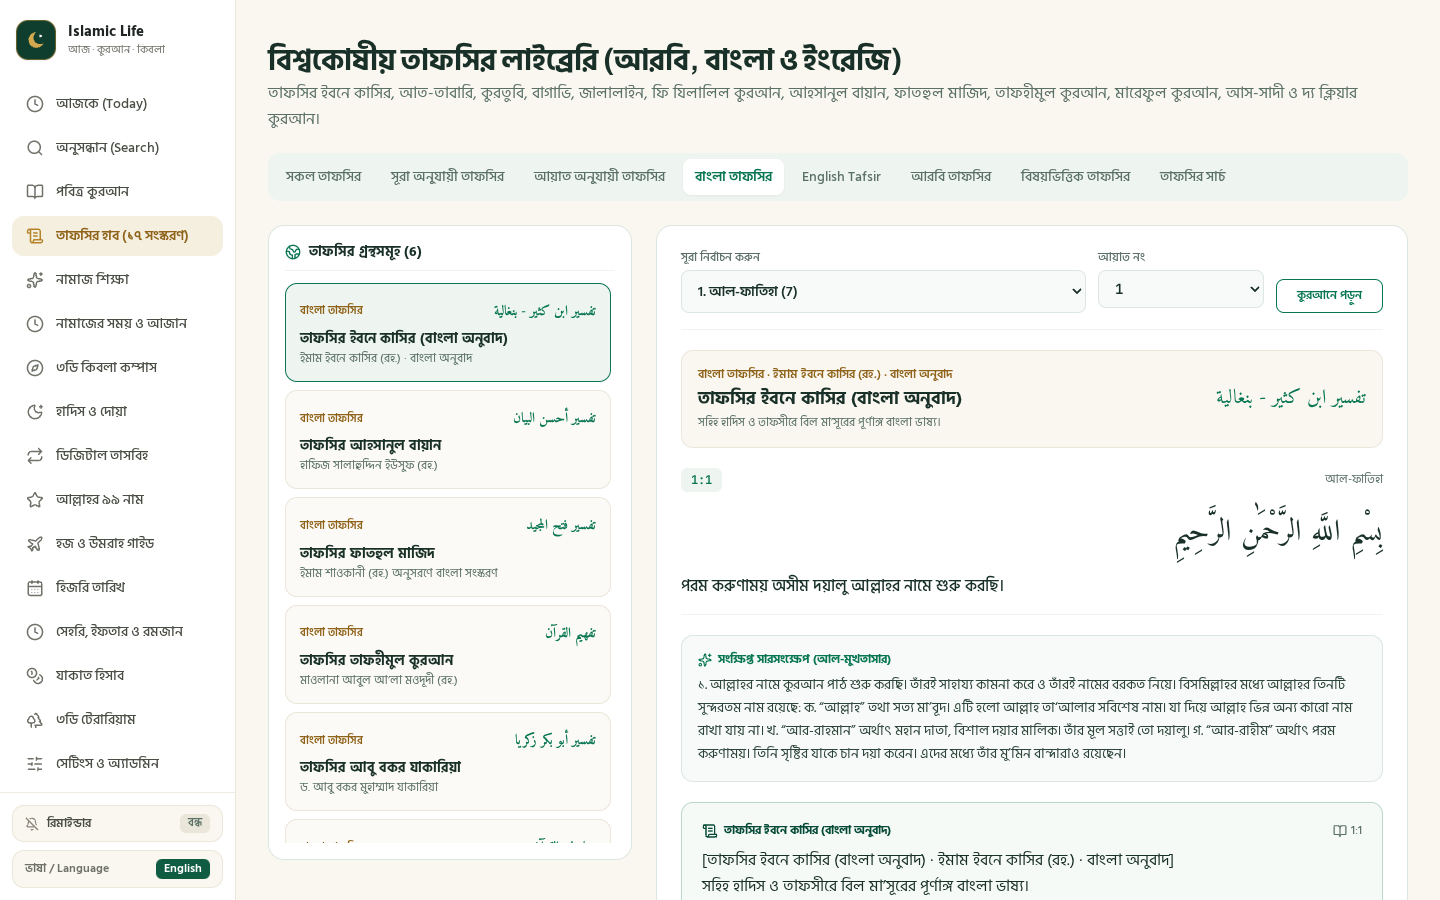 Islamic Life
আজ · কুরআন · কিবলা
আজকে (Today)
অনুসন্ধান (Search)
পবিত্র কুরআন
তাফসির হাব (১৭ সংস্করণ)
নামাজ শিক্ষা
নামাজের সময় ও আজান
৩ডি কিবলা কম্পাস
হাদিস ও দোয়া
ডিজিটাল তাসবিহ
আল্লাহর ৯৯ নাম
হজ ও উমরাহ গাইড
হিজরি তারিখ
সেহরি, ইফতার ও রমজান
যাকাত হিসাব
৩ডি টেরারিয়াম
সেটিংস ও অ্যাডমিন
রিমাইন্ডার
বন্ধ
ভাষা / Language
English
বিশ্বকোষীয় তাফসির লাইব্রেরি (আরবি, বাংলা ও ইংরেজি)
তাফসির ইবনে কাসির, আত-তাবারি, কুরতুবি, বাগাভি, জালালাইন, ফি যিলালিল কুরআন, আহসানুল বায়ান, ফাতহুল মাজিদ, তাফহীমুল কুরআন, মারেফুল কুরআন, আস-সাদী ও দ্য ক্লিয়ার
কুরআন।
সকল তাফসির
সূরা অনুযায়ী তাফসির
আয়াত অনুযায়ী তাফসির
বাংলা তাফসির
English Tafsir
আরবি তাফসির
বিষয়ভিত্তিক তাফসির
তাফসির সার্চ
তাফসির গ্রন্থসমূহ (6)
বাংলা তাফসির
تفسير ابن كثير - بنغالية
তাফসির ইবনে কাসির (বাংলা অনুবাদ)
ইমাম ইবনে কাসির (রহ.) · বাংলা অনুবাদ
বাংলা তাফসির
تفسير أحسن البيان
তাফসির আহসানুল বায়ান
হাফিজ সালাহুদ্দিন ইউসুফ (রহ.)
বাংলা তাফসির
تفسير فتح المجيد
তাফসির ফাতহুল মাজিদ
ইমাম শাওকানী (রহ.) অনুসরণে বাংলা সংস্করণ
বাংলা তাফসির
تفهيم القرآن
তাফসির তাফহীমুল কুরআন
মাওলানা আবুল আ'লা মওদূদী (রহ.)
বাংলা তাফসির
تفسير أبو بكر زكريا
তাফসির আবু বকর যাকারিয়া
ড. আবু বকর মুহাম্মাদ যাকারিয়া
সূরা নির্বাচন করুন
1. আল-ফাতিহা (7)
আয়াত নং
1
কুরআনে পড়ুন
বাংলা তাফসির · ইমাম ইবনে কাসির (রহ.) · বাংলা অনুবাদ
তাফসির ইবনে কাসির (বাংলা অনুবাদ)
تفسير ابن كثير - بنغالية
সহিহ হাদিস ও তাফসীরে বিল মা'সূরের পূর্ণাঙ্গ বাংলা ভাষ্য।
1:1
আল-ফাতিহা
بِسْمِ اللَّهِ الرَّحْمَٰنِ الرَّحِيمِ
পরম করুণাময় অসীম দয়ালু আল্লাহর নামে শুরু করছি।
সংক্ষিপ্ত সারসংক্ষেপ (আল-মুখতাসার)
১. আল্লাহর নামে কুরআন পাঠ শুরু করছি। তাঁরই সাহায্য কামনা করে ও তাঁরই নামের বরকত নিয়ে। বিসমিল্লাহর মধ্যে আল্লাহর তিনটি
সুন্দরতম নাম রয়েছে: ক. “আল্লাহ” তথা সত্য মা’বূদ। এটি হলো আল্লাহ তা‘আলার সবিশেষ নাম। যা দিয়ে আল্লাহ ভিন্ন অন্য কারো নাম
রাখা যায় না। খ. “আর-রাহমান” অর্থাৎ মহান দাতা, বিশাল দয়ার মালিক। তাঁর মূল সত্তাই তো দয়ালু। গ. “আর-রাহীম” অর্থাৎ পরম
করুণাময়। তিনি সৃষ্টির যাকে চান দয়া করেন। এদের মধ্যে তাঁর মু’মিন বান্দারাও রয়েছেন।
তাফসির ইবনে কাসির (বাংলা অনুবাদ)
1:1
[তাফসির ইবনে কাসির (বাংলা অনুবাদ) · ইমাম ইবনে কাসির (রহ.) · বাংলা অনুবাদ]
সহিহ হাদিস ও তাফসীরে বিল মা'সূরের পূর্ণাঙ্গ বাংলা ভাষ্য।